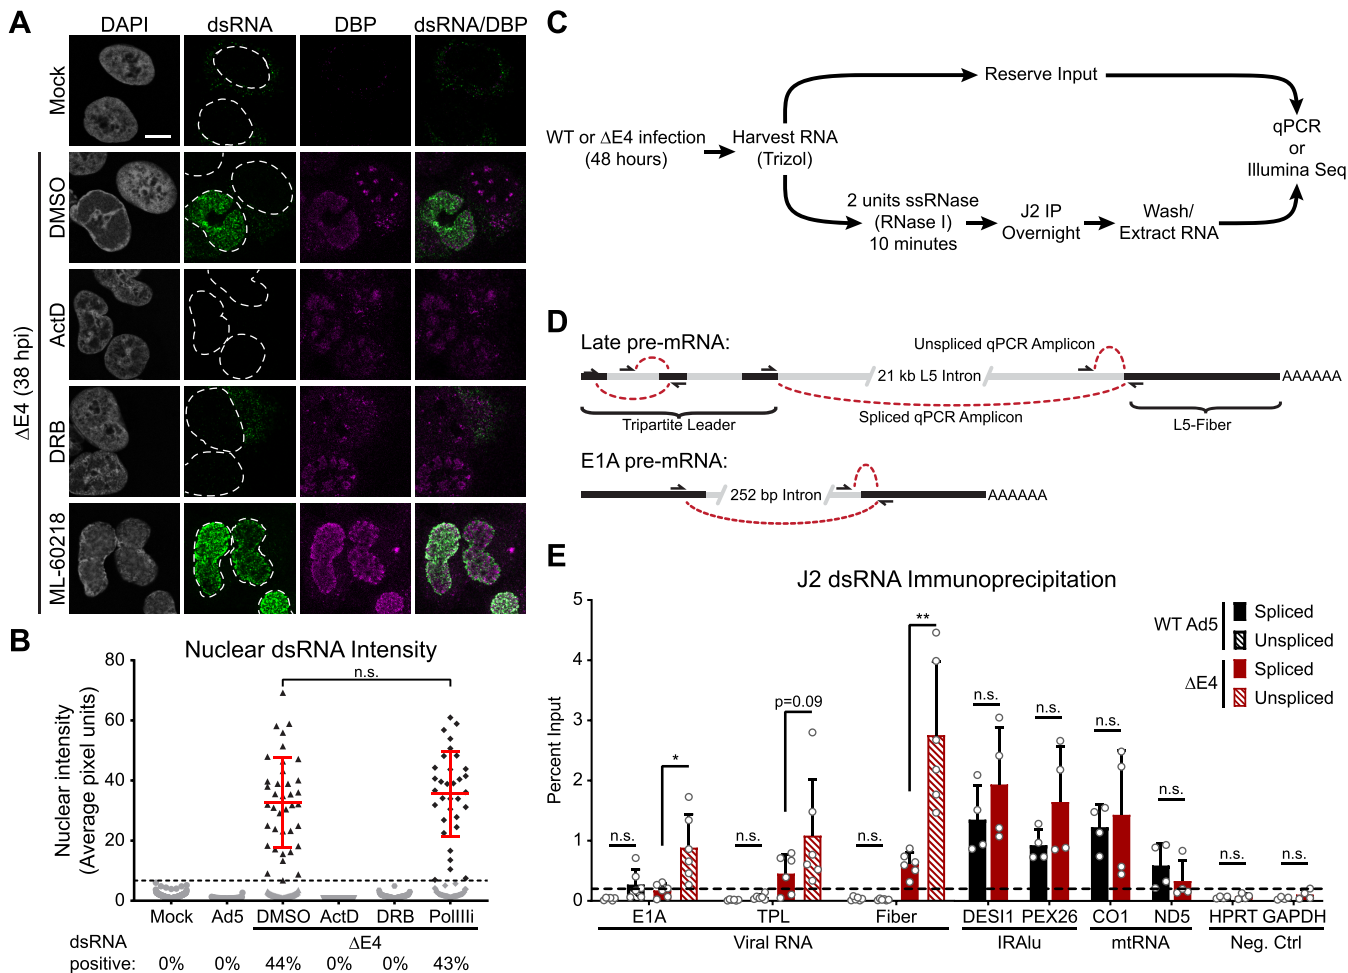 A
DAPI
dsRNA
DBP
dsRNA/DBP
Mock
DMSO
ActD
DRB
ML-60218
ΔE4 (38 hpi)
B
Nuclear dsRNA Intensity
Nuclear intensity
(Average pixel units)
80
60
40
20
0
n.s.
Mock
Ad5
DMSO
ActD
DRB
PolIIIi
ΔE4
dsRNA
positive:
0%
0%
44%
0%
0%
43%
C
WT or ΔE4 infection
(48 hours)
Harvest RNA
(Trizol)
Reserve Input
2 units ssRNase
(RNase I)
10 minutes
J2 IP
Overnight
Wash/
Extract RNA
qPCR
or
Illumina Seq
D
Late pre-mRNA:
Unspliced qPCR Amplicon
21 kb L5 Intron
AAAAAA
Tripartite Leader
Spliced qPCR Amplicon
L5-Fiber
E1A pre-mRNA:
252 bp Intron
AAAAAA
E
J2 dsRNA Immunoprecipitation
Percent Input
5
4
3
2
1
0
n.s.
*
n.s.
p=0.09
n.s.
**
n.s.
n.s.
n.s.
n.s.
n.s.
n.s.
WT Ad5
Spliced
Unspliced
ΔE4
Spliced
Unspliced
E1A
TPL
Fiber
DESI1
PEX26
CO1
ND5
HPRT
GAPDH
Viral RNA
IRAlu
mtRNA
Neg. Ctrl